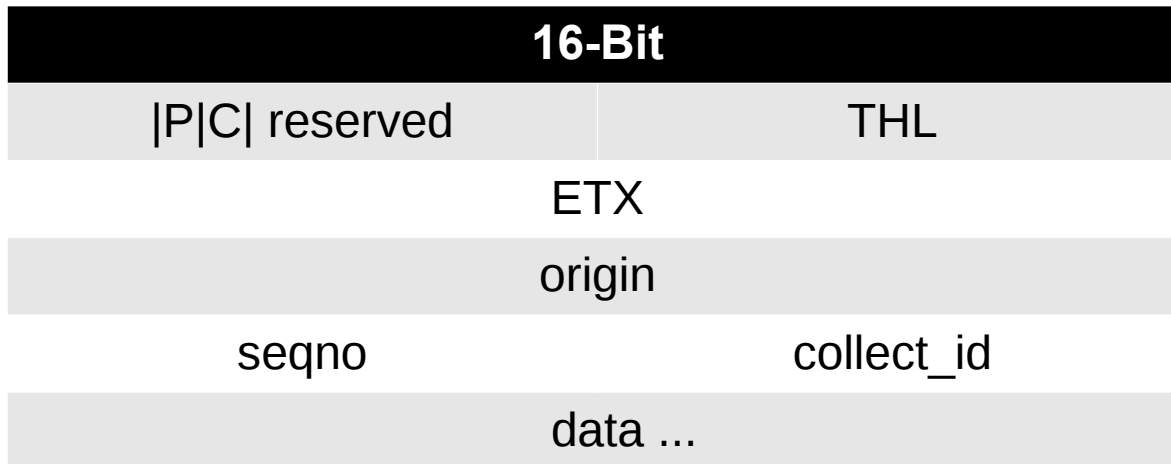 16-Bit
|P|C| reserved THL
ETX
origin
seqno collect_id
data ...